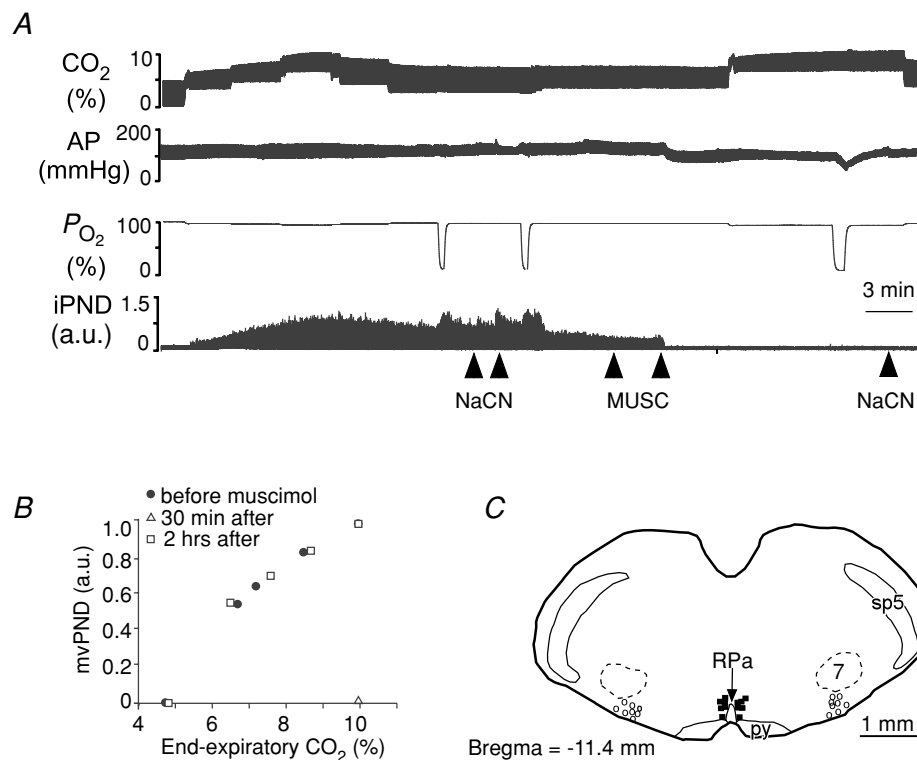 A
CO2
(%)
10
0
AP
(mmHg)
200
0
PO2
(%)
100
0
3 min
iPND
(a.u.)
1.5
0
NaCN
MUSC
NaCN
B
before muscimol
30 min after
2 hrs after
mvPND (a.u.)
1.0
0.8
0.6
0.4
0.2
0
4
6
8
10
End-expiratory CO2 (%)
C
sp5
RPa
7
py
1 mm
Bregma = -11.4 mm